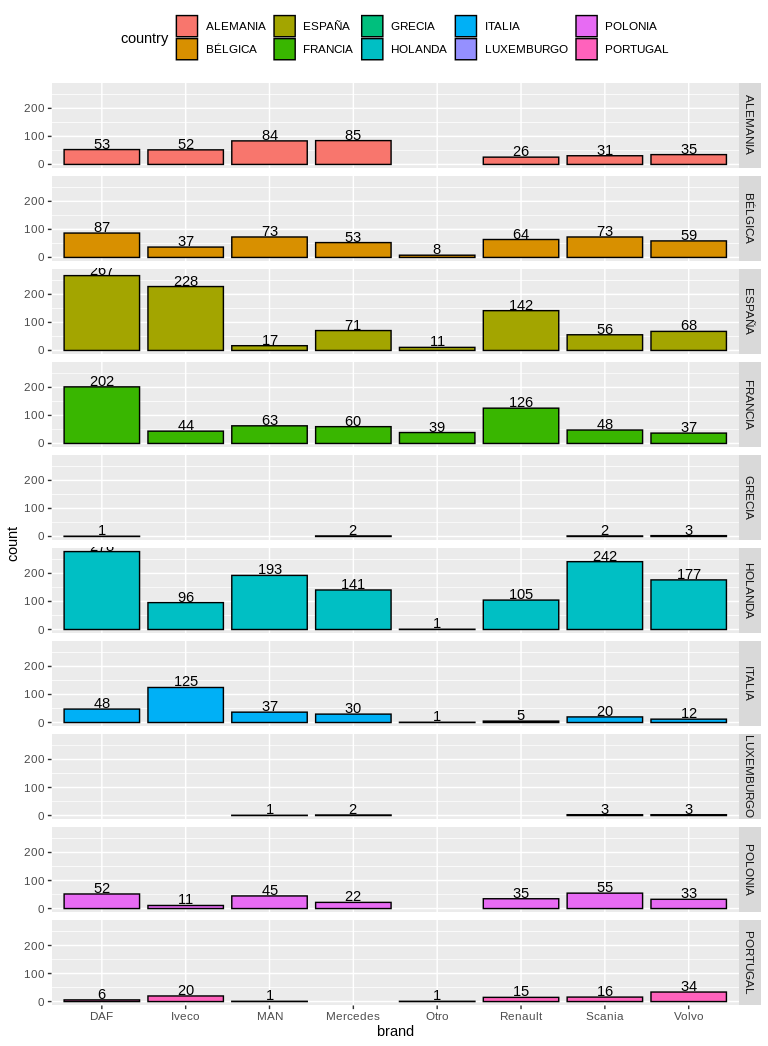 country ALEMANIA ESPAÑA GRECIA ITALIA POLONIA
BÉLGICA FRANCIA HOLANDA LUXEMBURGO PORTUGAL
200
100
0
53 52 84 85 26 31 35
ALEMANIA
200
100
0
87 37 73 53 8 64 73 59
BÉLGICA
200
100
0
267 228 17 71 11 142 56 68
ESPAÑA
200
100
0
202 44 63 60 39 126 48 37
FRANCIA
200
100
0
1 2 2 3
GRECIA
count
200
100
0
96 193 141 1 105 242 177
HOLANDA
200
100
0
48 125 37 30 1 5 20 12
ITALIA
200
100
0
1 2 3 3
LUXEMBURGO
200
100
0
52 11 45 22 35 55 33
POLONIA
200
100
0
6 20 1 1 15 16 34
PORTUGAL
DAF Iveco MAN Mercedes Otro Renault Scania Volvo
brand